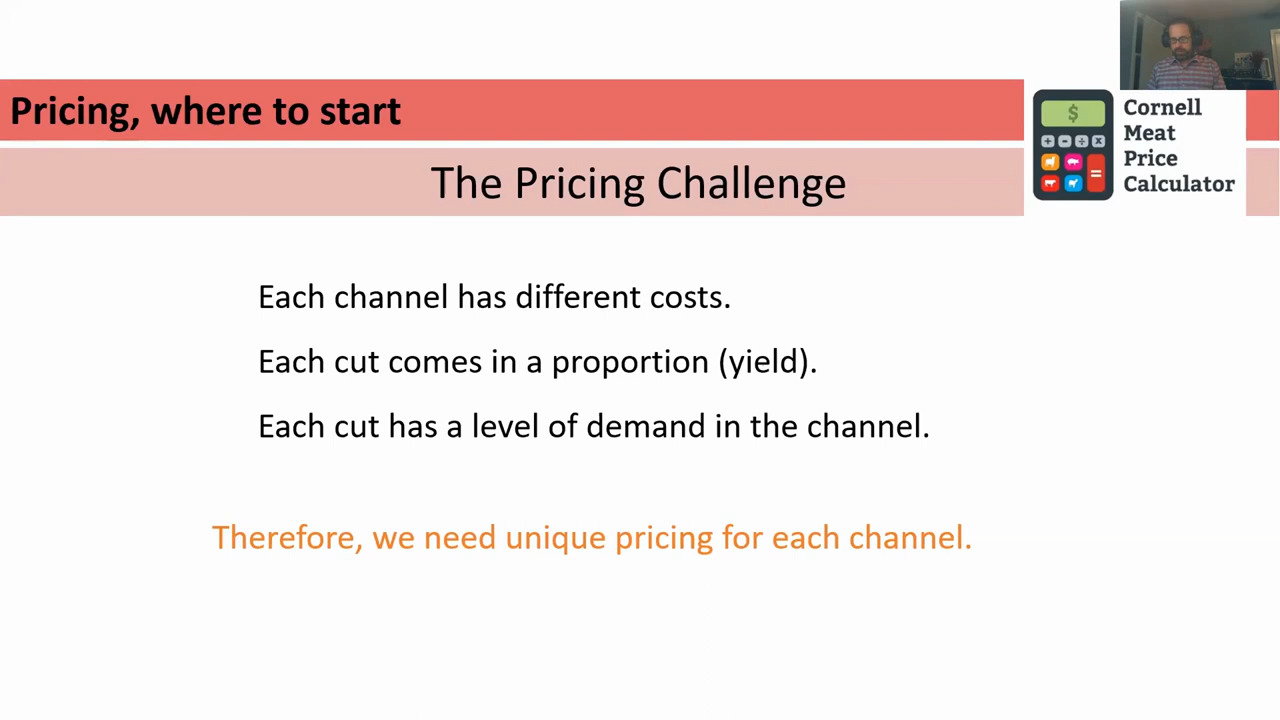 Pricing, where to start
The Pricing Challenge
$
Cornell
Meat
Price
Calculator
+ − ÷ x
=
Each channel has different costs.
Each cut comes in a proportion (yield).
Each cut has a level of demand in the channel.
Therefore, we need unique pricing for each channel.